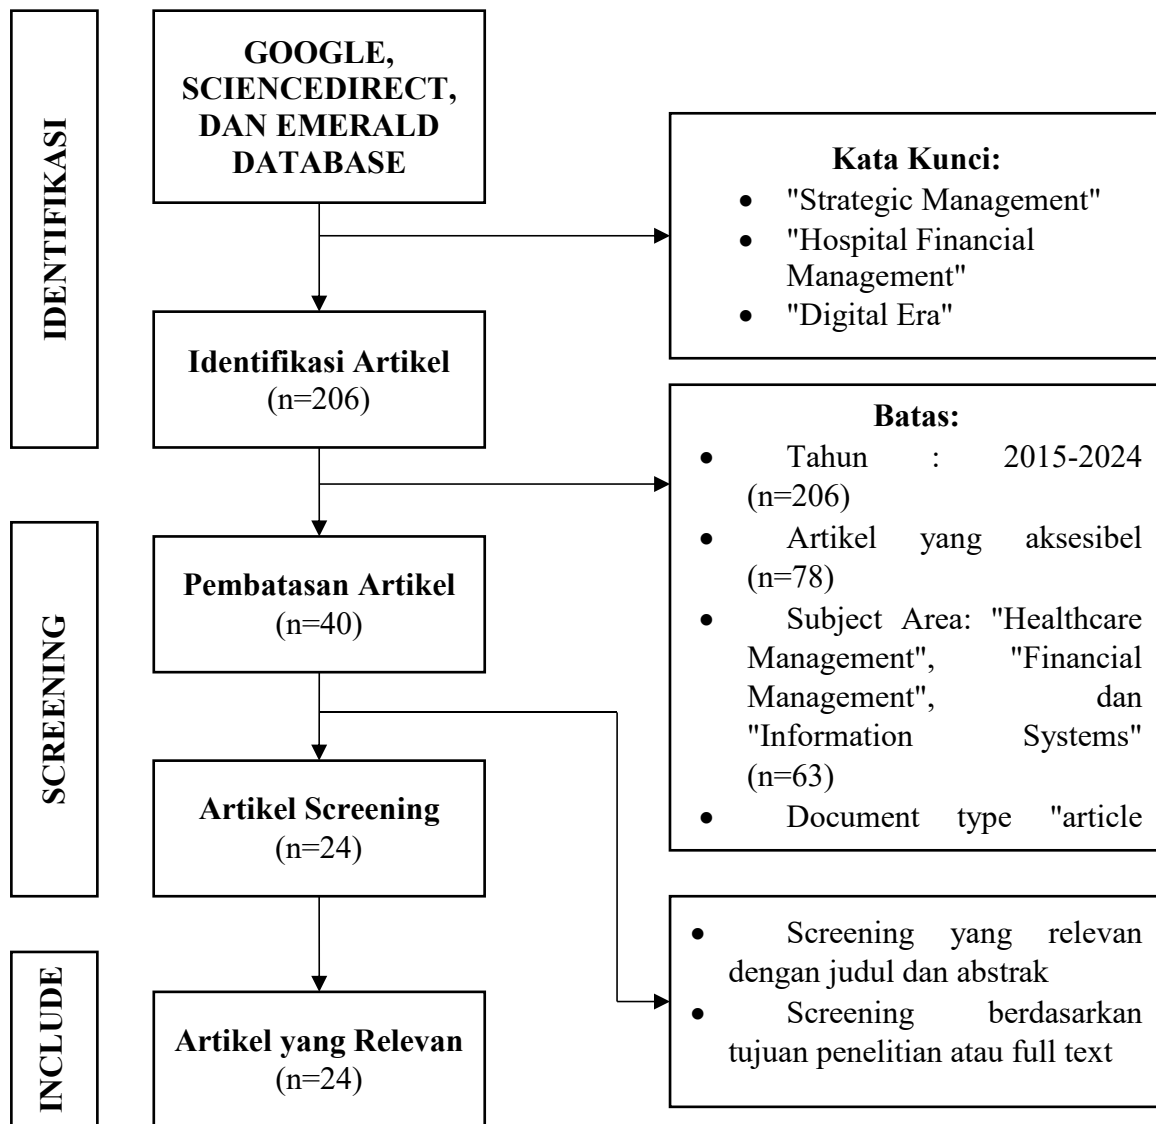 IDENTIFIKASI
GOOGLE,
SCIENCEDIRECT,
DAN EMERALD
DATABASE
Kata Kunci:
• "Strategic Management"
• "Hospital Financial
Management"
• "Digital Era"
Identifikasi Artikel
(n=206)
Batas:
• Tahun : 2015-2024
(n=206)
• Artikel yang aksesibel
(n=78)
• Subject Area: "Healthcare
Management", "Financial
Management", dan
"Information Systems"
(n=63)
• Document type "article
SCREENING
Pembatasan Artikel
(n=40)
Artikel Screening
(n=24)
• Screening yang relevan
dengan judul dan abstrak
• Screening berdasarkan
tujuan penelitian atau full text
INCLUDE
Artikel yang Relevan
(n=24)